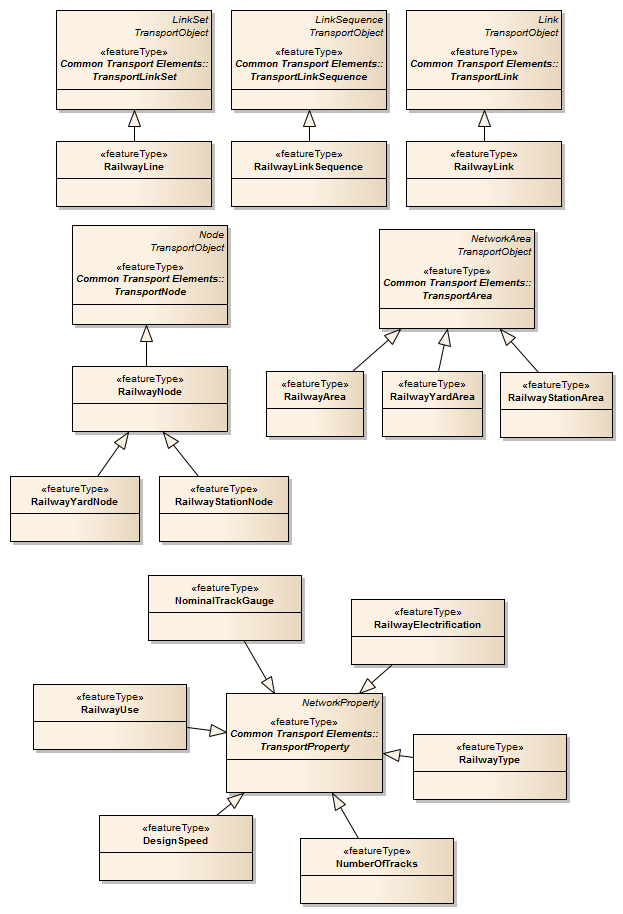 LinkSet
TransportObject
«featureType»
Common Transport Elements::
TransportLinkSet
LinkSequence
TransportObject
«featureType»
Common Transport Elements::
TransportLinkSequence
Link
TransportObject
«featureType»
Common Transport Elements::
TransportLink
«featureType»
RailwayLine
«featureType»
RailwayLinkSequence
«featureType»
RailwayLink
Node
TransportObject
«featureType»
Common Transport Elements::
TransportNode
NetworkArea
TransportObject
«featureType»
Common Transport Elements::
TransportArea
«featureType»
RailwayNode
«featureType»
RailwayArea
«featureType»
RailwayYardArea
«featureType»
RailwayStationArea
«featureType»
RailwayYardNode
«featureType»
RailwayStationNode
«featureType»
NominalTrackGauge
«featureType»
RailwayElectrification
«featureType»
RailwayUse
NetworkProperty
«featureType»
Common Transport Elements::
TransportProperty
«featureType»
RailwayType
«featureType»
DesignSpeed
«featureType»
NumberOfTracks